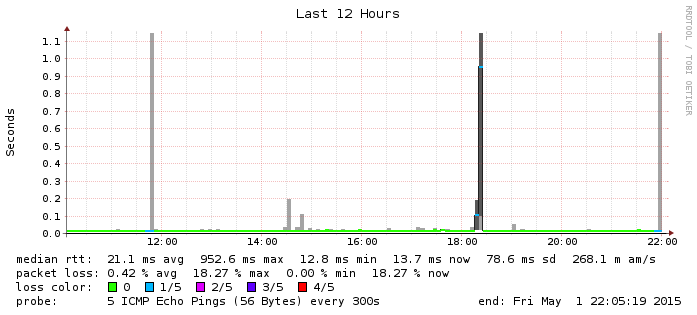 Last 12 Hours
RRDTOOL / TOBI OETIKER
Seconds
1.1
1.0
0.9
0.8
0.7
0.6
0.5
0.4
0.3
0.2
0.1
0.0
12:00 14:00 16:00 18:00 20:00 22:00
median rtt: 21.1 ms avg 952.6 ms max 12.8 ms min 13.7 ms now 78.6 ms sd 268.1 m am/s
packet loss: 0.42 % avg 18.27 % max 0.00 % min 18.27 % now
loss color: 0 1/5 2/5 3/5 4/5
probe: 5 ICMP Echo Pings (56 Bytes) every 300s end: Fri May 1 22:05:19 2015